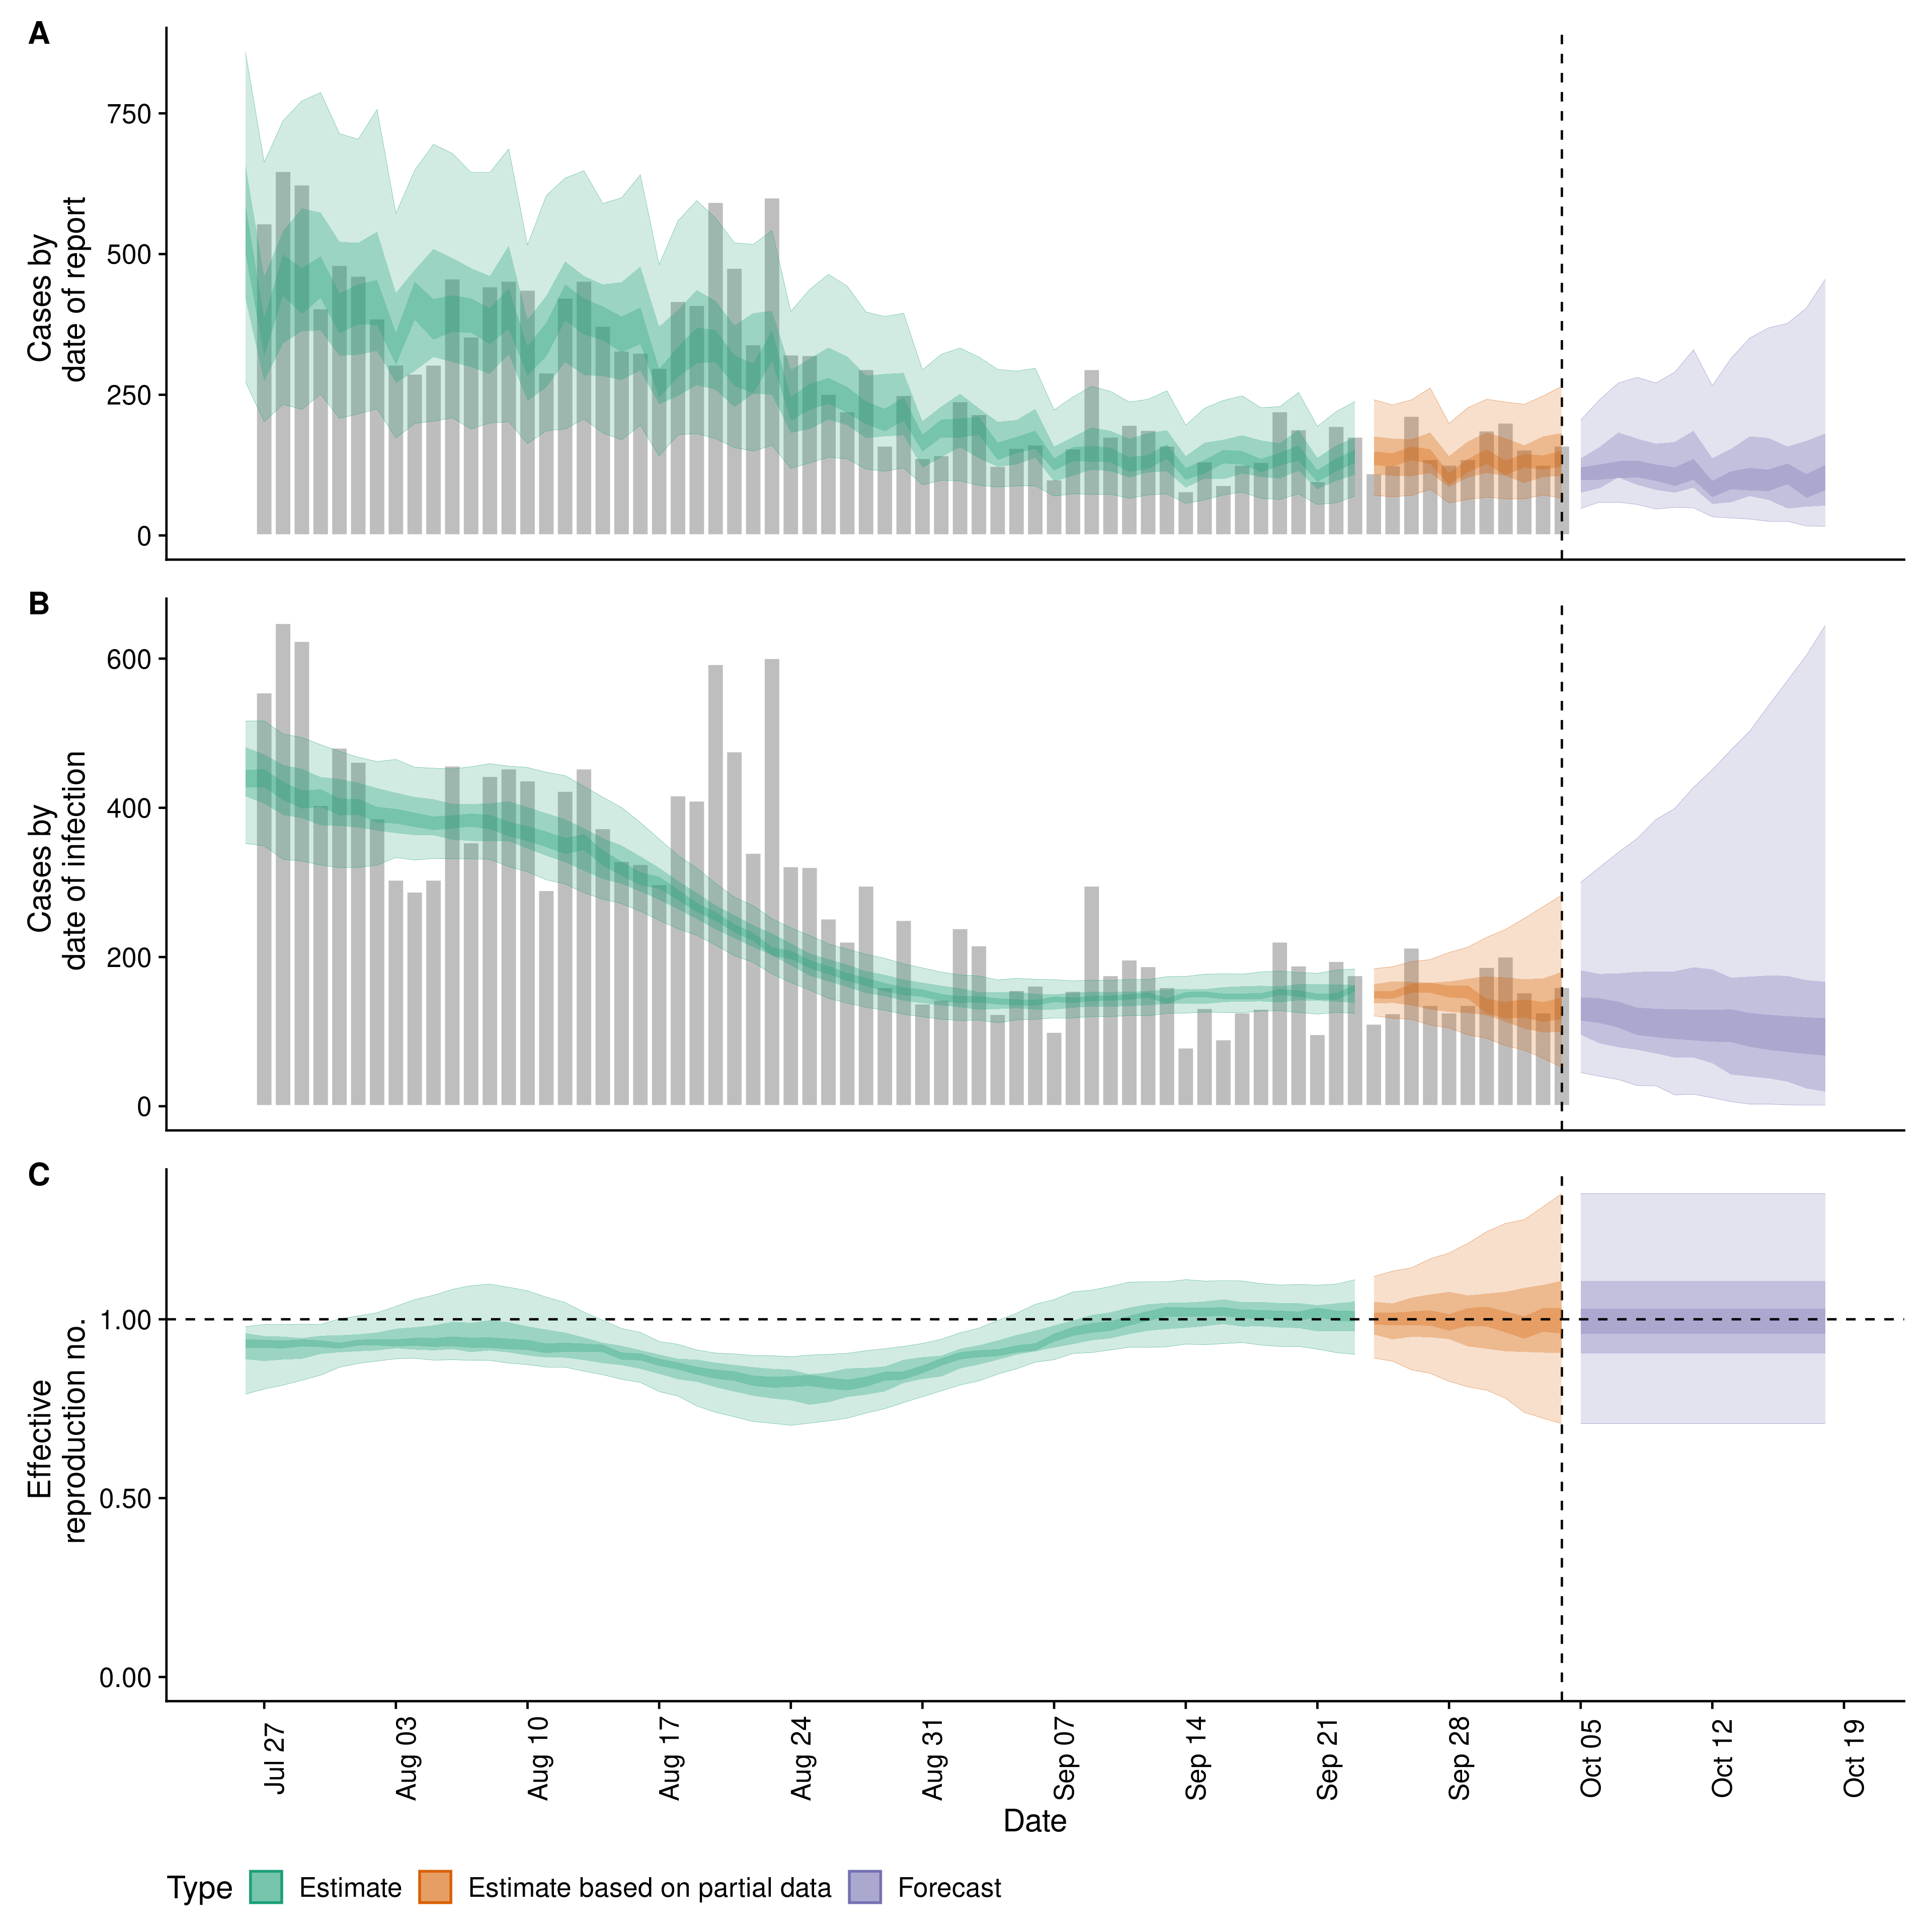 A
Cases by
date of report
750
500
250
0
B
Cases by
date of infection
600
400
200
0
C
Effective
reproduction no.
1.00
0.50
0.00
Jul 27
Aug 03
Aug 10
Aug 17
Aug 24
Aug 31
Sep 07
Sep 14
Sep 21
Sep 28
Oct 05
Oct 12
Oct 19
Date
Type Estimate Estimate based on partial data Forecast